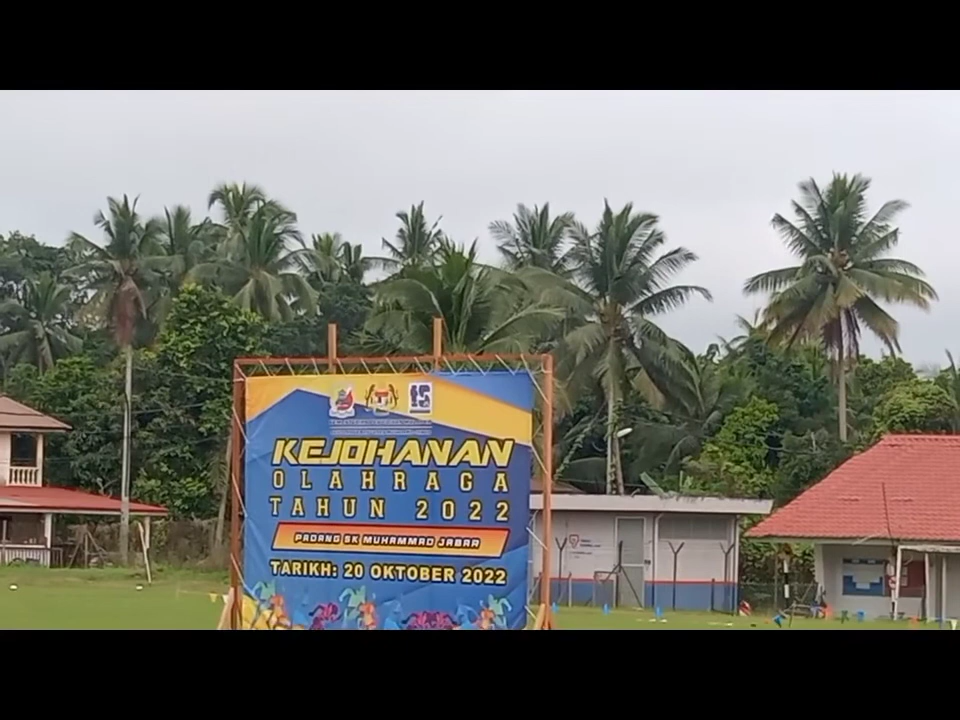 KEJOHANAN
OLAHRAGA
TAHUN 2022
PADANG SK MUHAMMAD JABAR
TARIKH: 20 OKTOBER 2022